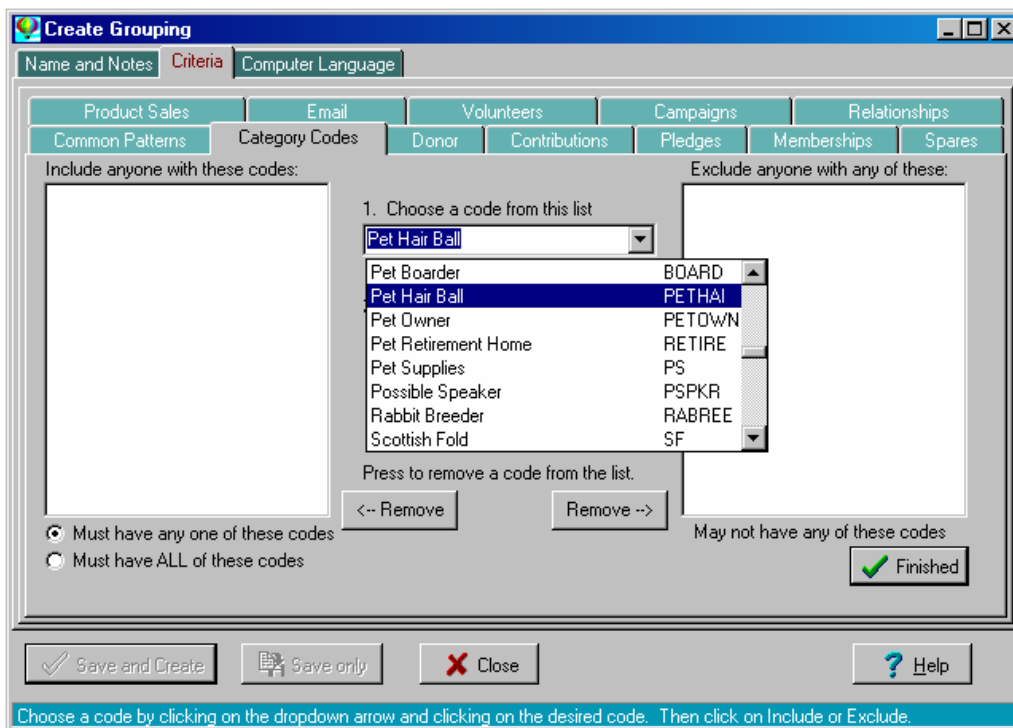 Create Grouping
Name and Notes Criteria Computer Language
Product Sales Email Volunteers Campaigns Relationships
Common Patterns Category Codes Donor Contributions Pledges Memberships Spares
Include anyone with these codes: Exclude anyone with any of these:
1. Choose a code from this list
Pet Hair Ball
Pet Boarder BOARD
Pet Hair Ball PETHAI
Pet Owner PETOWN
Pet Retirement Home RETIRE
Pet Supplies PS
Possible Speaker PSPKR
Rabbit Breeder RABREE
Scottish Fold SF
Press to remove a code from the list.
<-- Remove Remove -->
Must have any one of these codes May not have any of these codes
Must have ALL of these codes
Finished
Save and Create Save only Close Help
Choose a code by clicking on the dropdown arrow and clicking on the desired code. Then click on Include or Exclude.